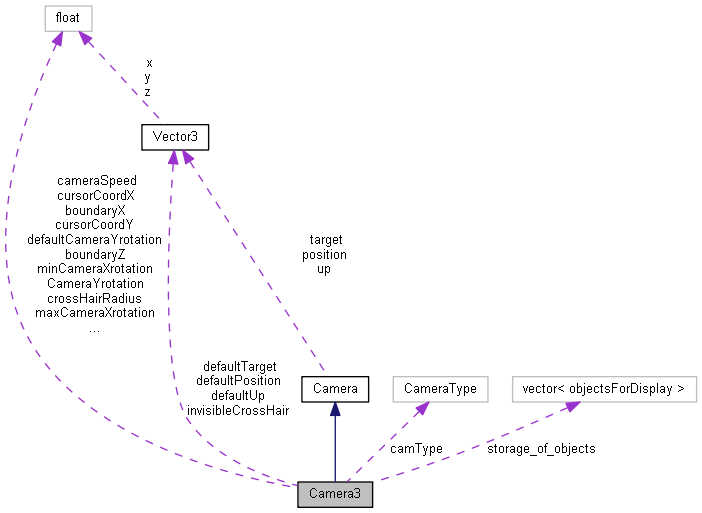 float
x
y
z
Vector3
cameraSpeed
cursorCoordX
boundaryX
cursorCoordY
defaultCameraYrotation
boundaryZ
minCameraXrotation
CameraYrotation
crossHairRadius
maxCameraXrotation
...
target
position
up
defaultTarget
defaultPosition
defaultUp
invisibleCrossHair
Camera
CameraType
vector< objectsForDisplay >
camType
storage_of_objects
Camera3